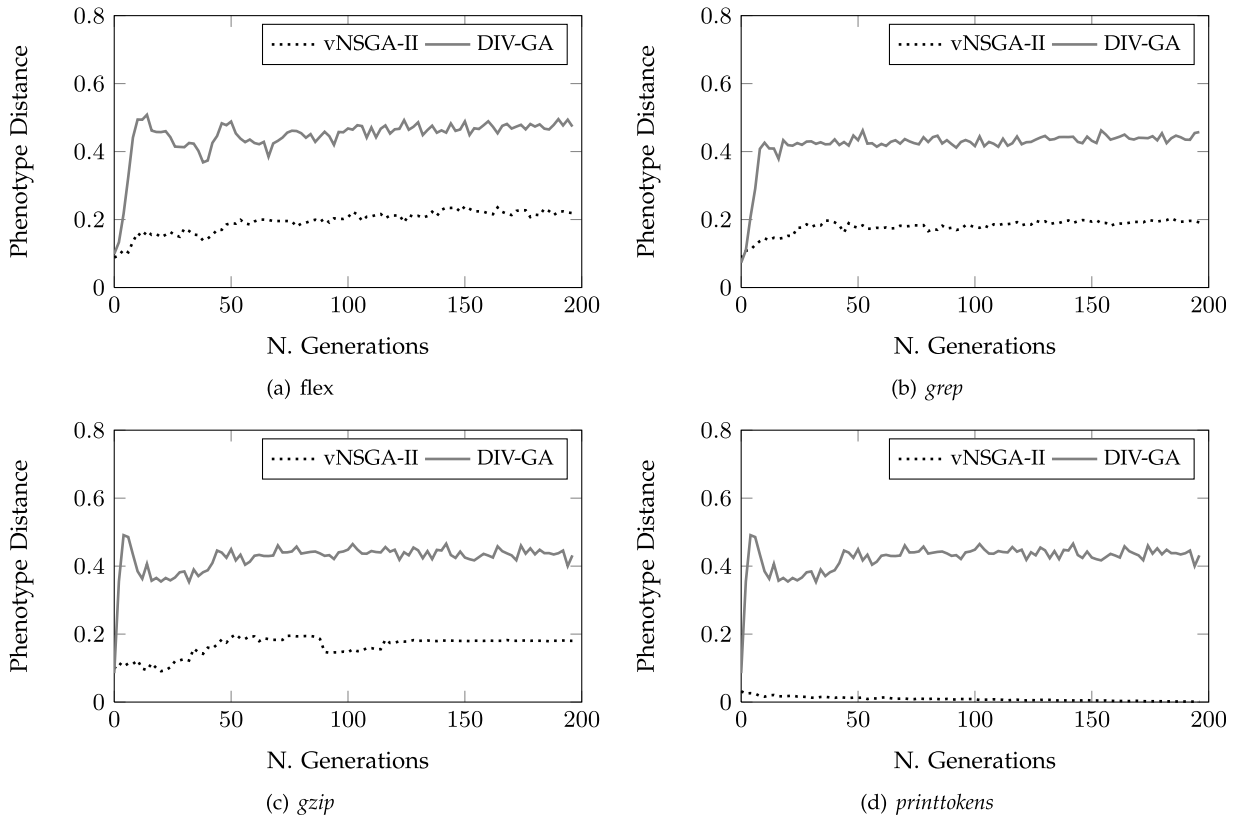 0.8
vNSGA-II DIV-GA
0.6
0.4
0.2
0
Phenotype Distance
0 50 100 150 200
N. Generations
(a) flex
0.8
vNSGA-II DIV-GA
0.6
0.4
0.2
0
Phenotype Distance
0 50 100 150 200
N. Generations
(b) grep
0.8
vNSGA-II DIV-GA
0.6
0.4
0.2
0
Phenotype Distance
0 50 100 150 200
N. Generations
(c) gzip
0.8
vNSGA-II DIV-GA
0.6
0.4
0.2
0
Phenotype Distance
0 50 100 150 200
N. Generations
(d) printtokens